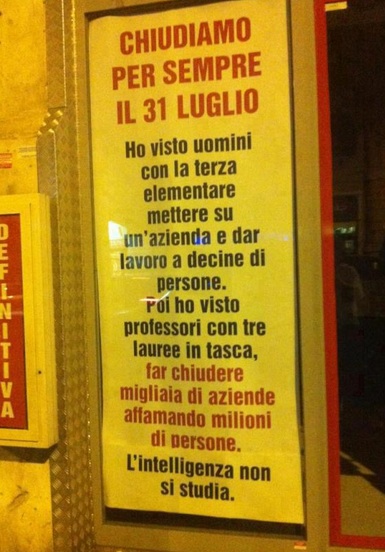 CHIUDIAMO
PER SEMPRE
IL 31 LUGLIO
Ho visto uomini
con la terza
elementare
mettere su
un'azienda e dar
lavoro a decine di
persone.
Poi ho visto
professori con tre
lauree in tasca,
far chiudere
migliaia di aziende
affamando milioni
di persone.
L'intelligenza non
si studia.
DEFINITIVA